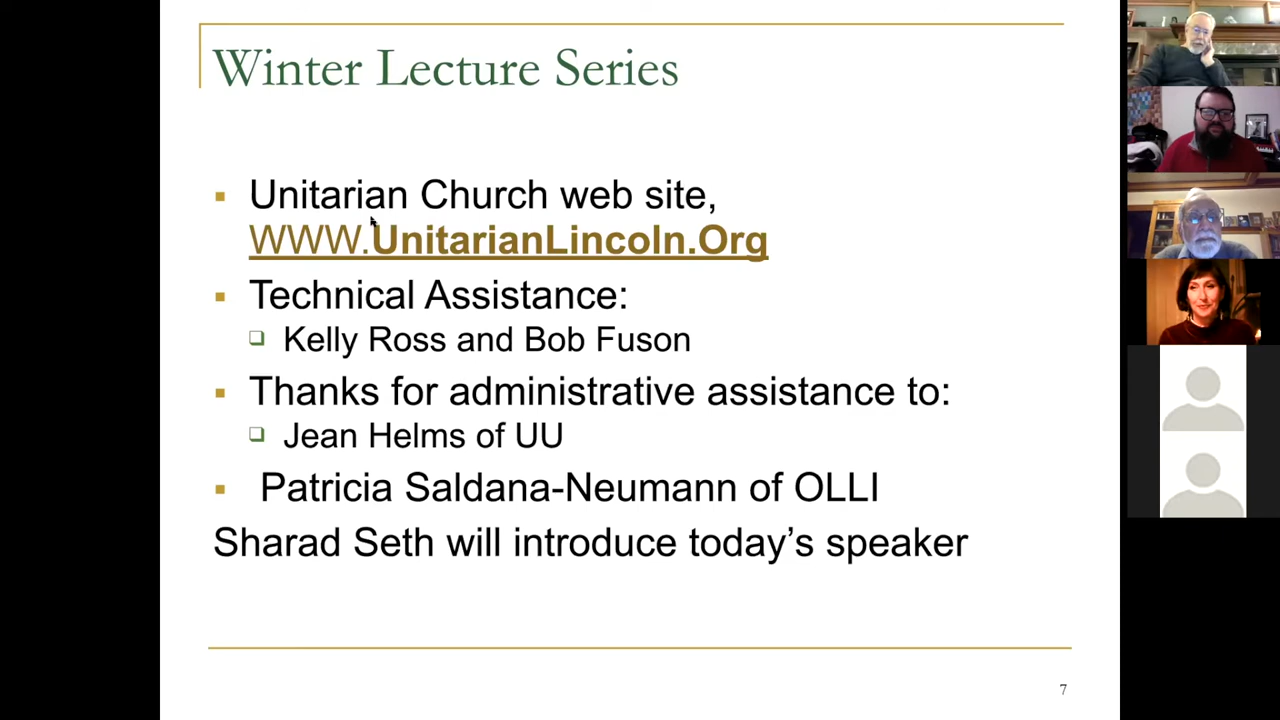 Winter Lecture Series
Unitarian Church web site,
WWW.UnitarianLincoln.Org
Technical Assistance:
Kelly Ross and Bob Fuson
Thanks for administrative assistance to:
Jean Helms of UU
Patricia Saldana-Neumann of OLLI
Sharad Seth will introduce today’s speaker
7